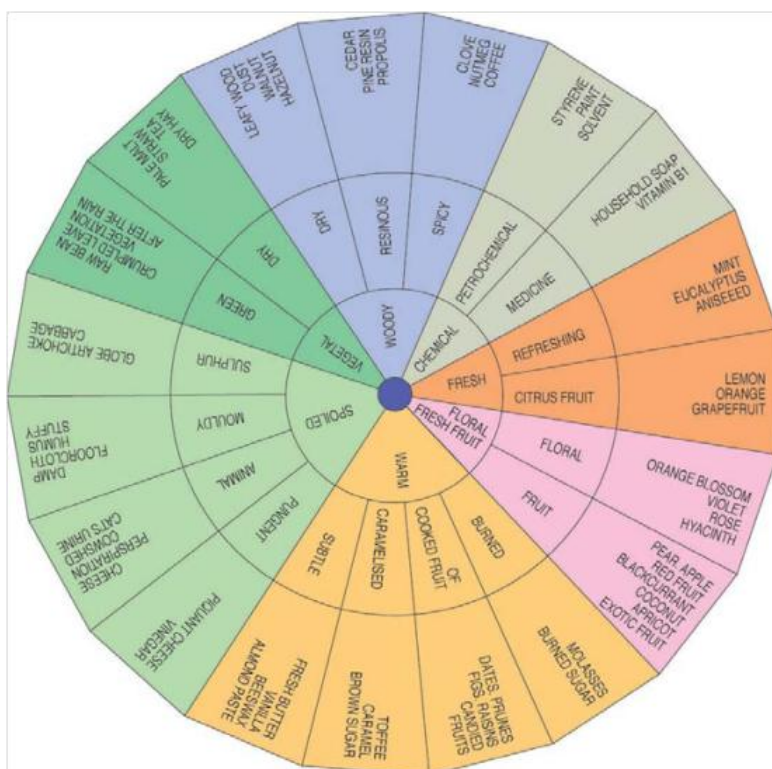 WOODY
DRY
LEAFY WOOD
DUST
WALNUT
HAZELNUT
RESINOUS
CEDAR
PINE RESIN
PROPOLIS
SPICY
CLOVE
NUTMEG
COFFEE
CHEMICAL
PETROCHEMICAL
STYRENE
PAINT
SOLVENT
MEDICINE
HOUSEHOLD SOAP
VITAMIN B1
FRESH
REFRESHING
MINT
EUCALYPTUS
ANISEEED
CITRUS FRUIT
LEMON
ORANGE
GRAPEFRUIT
FLORAL
FRESH FRUIT
FLORAL
ORANGE BLOSSOM
VIOLET
ROSE
HYACINTH
FRUIT
PEAR. APPLE
RED FRUIT
BLACKCURRANT
COCONUT
APRICOT
EXOTIC FRUIT
WARM
BURNED
MOLASSES
BURNED SUGAR
OF
COOKED FRUIT
DATES. PRUNES
FIGS. RAISINS
CANDIED
FRUITS
CARAMELISED
TOFFEE
CARAMEL
BROWN SUGAR
SUBTLE
FRESH BUTTER
VANILLA
BEESWAX
ALMOND PASTE
SPOILED
PUNGENT
PIQUANT CHEESE
VINEGAR
ANIMAL
CHEESE
PERSPIRATION
COWSHED
CAT'S URINE
MOULDY
DAMP
FLOORCLOTH
HUMUS
STUFFY
SULPHUR
GLOBE ARTICHOKE
CABBAGE
VEGETAL
GREEN
RAW BEAN
CRUMPLED LEAVE
VEGETATION
AFTER THE RAIN
DRY
PALE MALT
STRAW
TEA
DRY HAY